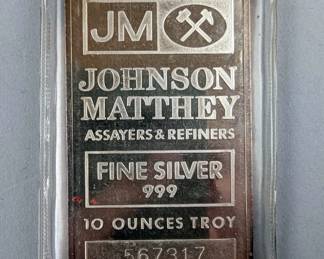 JM
JOHNSON
MATTHEY
ASSAYERS & REFINERS
FINE SILVER
999
10 OUNCES TROY
567317